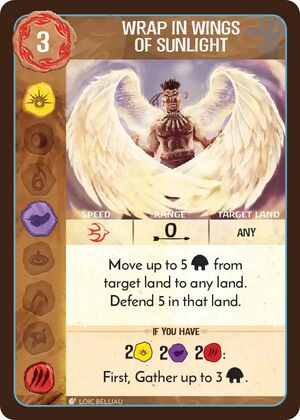 3
WRAP IN WINGS
OF SUNLIGHT
SPEED RANGE TARGET LAND
0 ANY
Move up to 5 from
target land to any land.
Defend 5 in that land.
IF YOU HAVE
2 2 2 :
First, Gather up to 3 .
LOIC BELLIAU